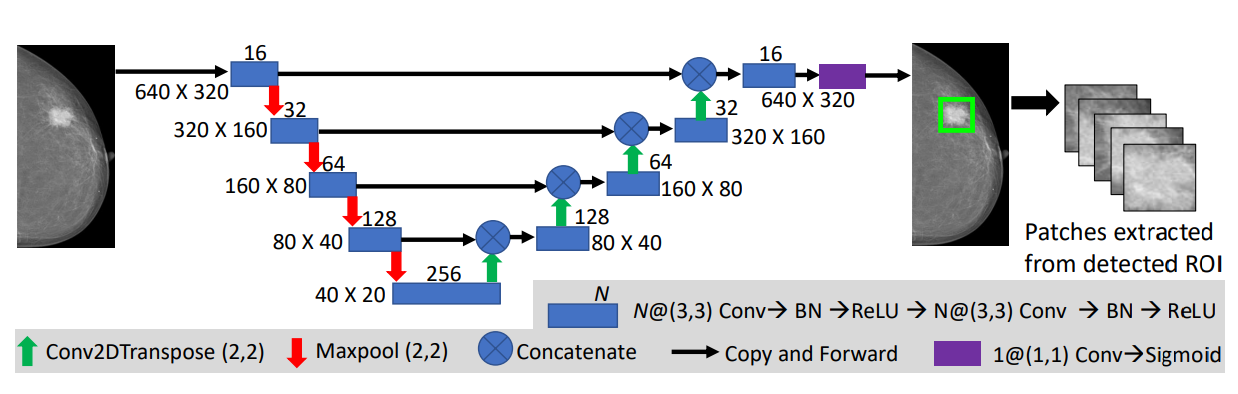 16
640 X 320
32
320 X 160
64
160 X 80
128
80 X 40
256
40 X 20
128
80 X 40
64
160 X 80
32
320 X 160
16
640 X 320
Patches extracted
from detected ROI
N
N@(3,3) Conv→ BN →ReLU → N@(3,3) Conv → BN → ReLU
Conv2DTranspose (2,2)
Maxpool (2,2)
Concatenate
Copy and Forward
1@(1,1) Conv→Sigmoid